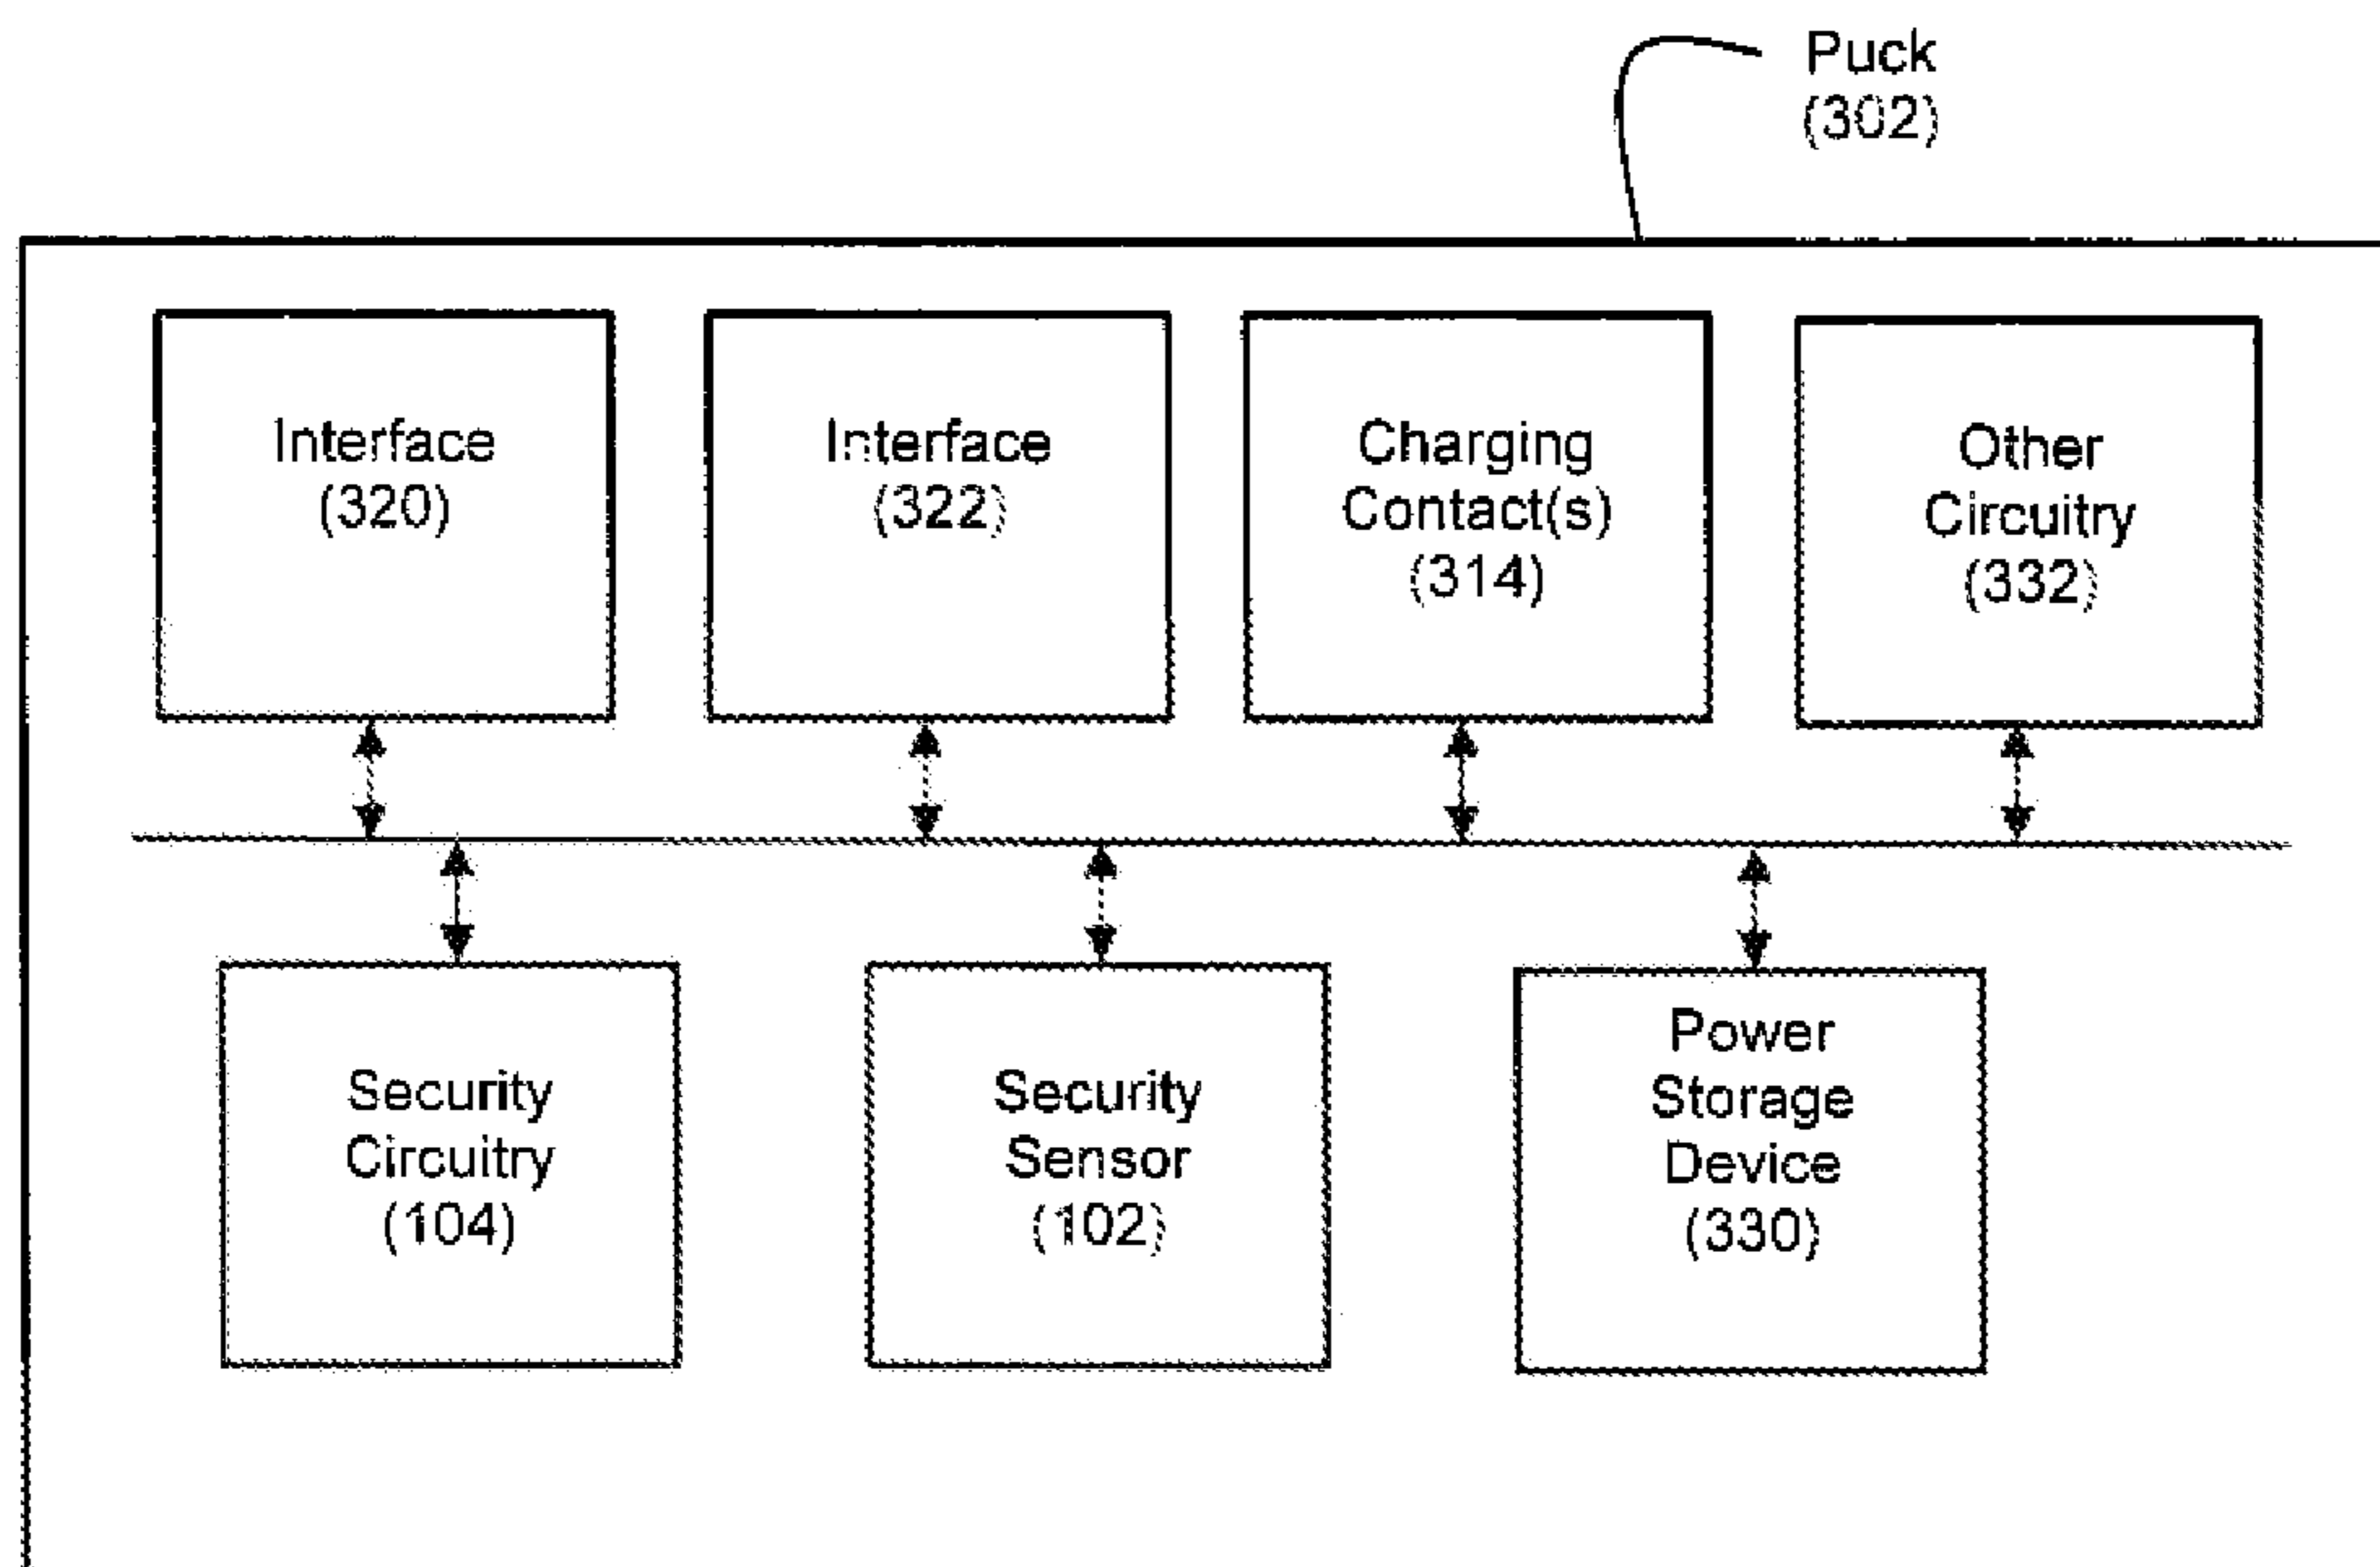 Puck
(302)
Interface
(320)
Interface
(322)
Charging
Contact(s)
(314)
Other
Circuitry
(332)
Security
Circuitry
(104)
Security
Sensor
(102)
Power
Storage
Device
(330)